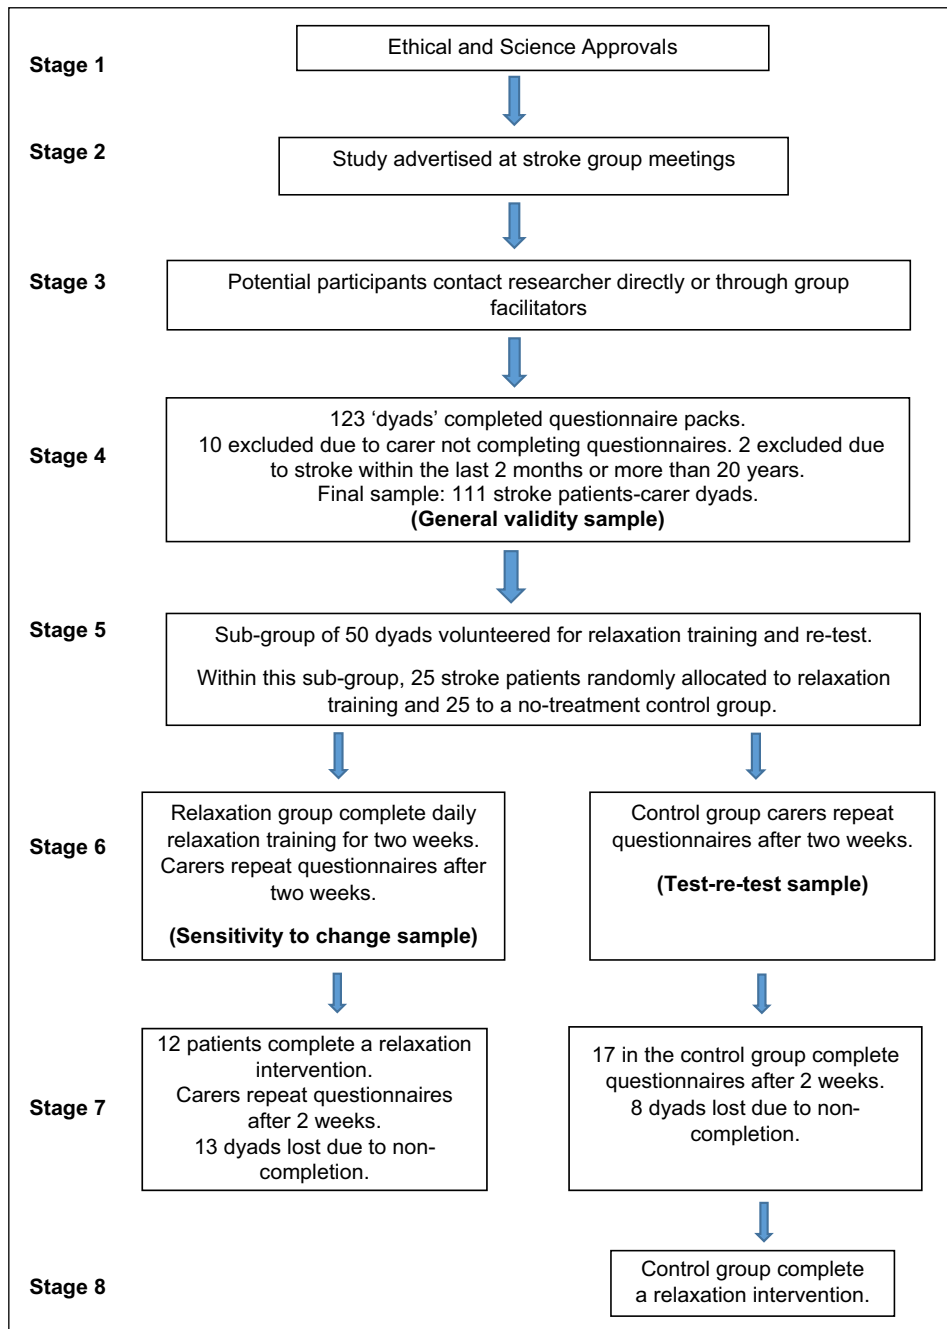 Stage 1
Ethical and Science Approvals
Stage 2
Study advertised at stroke group meetings
Stage 3
Potential participants contact researcher directly or through group
facilitators
Stage 4
123 ‘dyads’ completed questionnaire packs.
10 excluded due to carer not completing questionnaires. 2 excluded due
to stroke within the last 2 months or more than 20 years.
Final sample: 111 stroke patients-carer dyads.
(General validity sample)
Stage 5
Sub-group of 50 dyads volunteered for relaxation training and re-test.
Within this sub-group, 25 stroke patients randomly allocated to relaxation
training and 25 to a no-treatment control group.
Stage 6
Relaxation group complete daily
relaxation training for two weeks.
Carers repeat questionnaires after
two weeks.
(Sensitivity to change sample)
Control group carers repeat
questionnaires after two weeks.
(Test-re-test sample)
Stage 7
12 patients complete a relaxation
intervention.
Carers repeat questionnaires
after 2 weeks.
13 dyads lost due to non-
completion.
17 in the control group complete
questionnaires after 2 weeks.
8 dyads lost due to non-
completion.
Stage 8
Control group complete
a relaxation intervention.